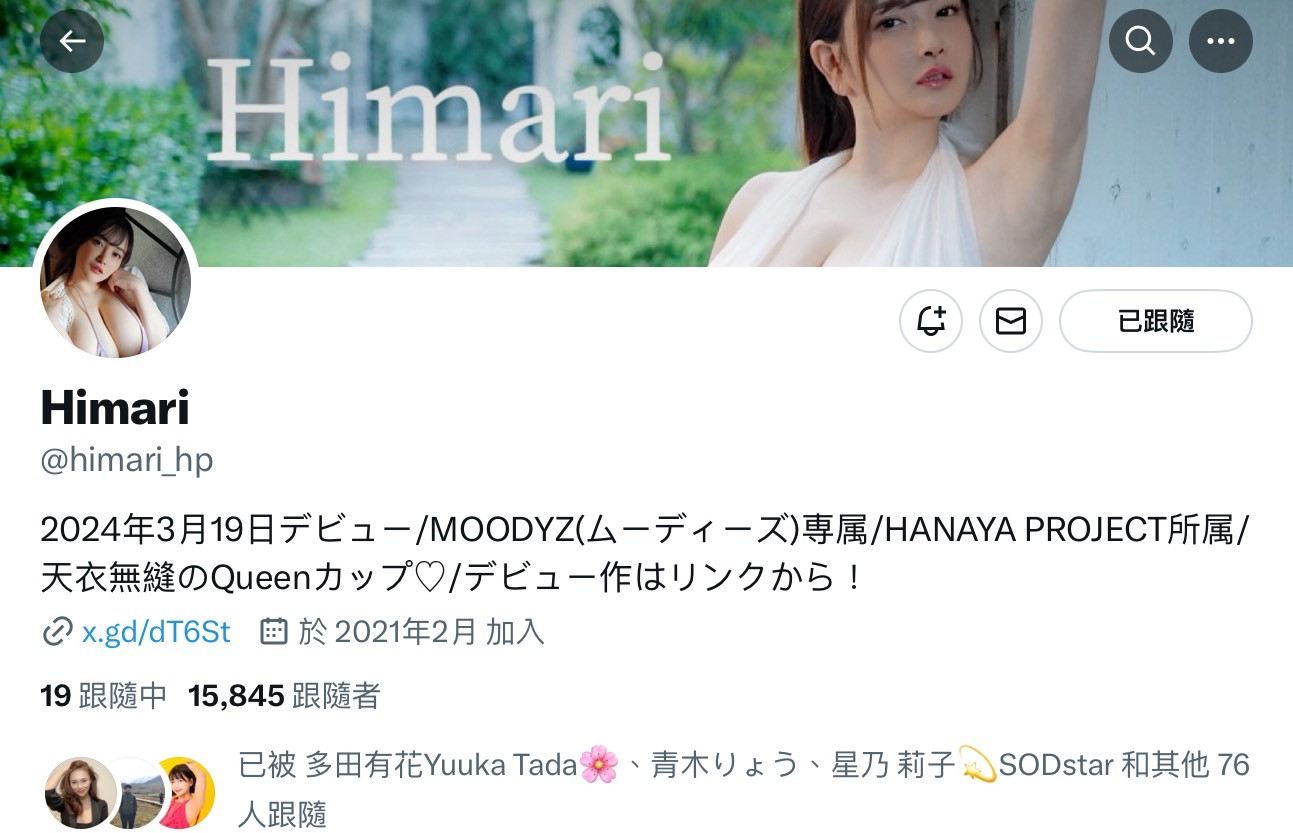 Himari
已跟隨
Himari
@himari_hp
2024年3月19日デビュー/MOODYZ(ムーディーズ)専属/HANAYA PROJECT所属/
天衣無縫のQueenカップ♡/デビュー作はリンクから！
x.gd/dT6St 於 2021年2月 加入
19 跟隨中 15,845 跟隨者
已被 多田有花Yuuka Tada🌸、青木りょう、星乃 莉子💫SODstar 和其他 76
人跟隨